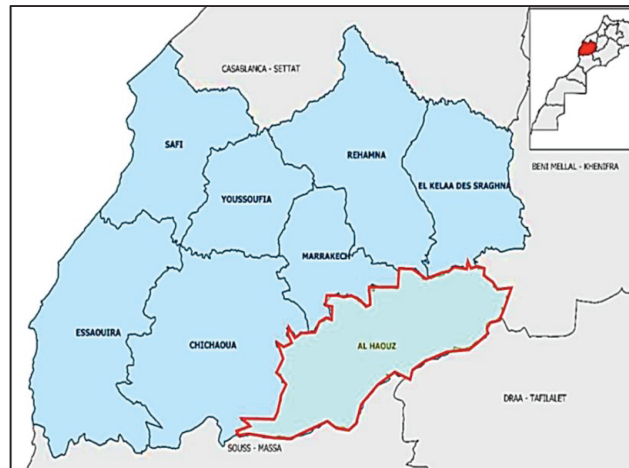 CASABLANCA - SETTAT
SAFI
REHAMNA
BENI MELLAL - KHENIFRA
EL KELAA DES SRAGHNA
YOUSSOUFIA
MARRAKECH
ESSAOUIRA
CHICHAOUA
AL HAOUZ
DRAA - TAFILALET
SOUSS - MASSA